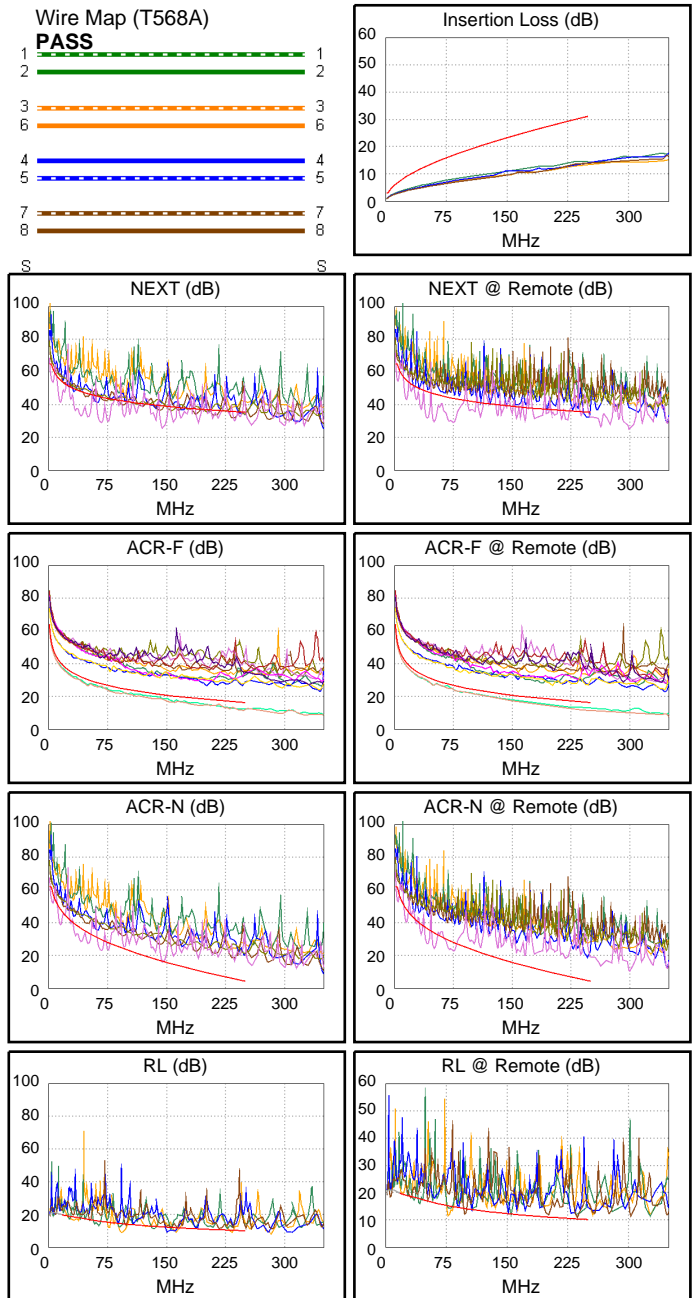 Wire Map (T568A)
PASS
1 1
2 2
3 3
6 6
4 4
5 5
7 7
8 8
S S
Insertion Loss (dB)
60
50
40
30
20
10
0
0 75 150 225 300
MHz
NEXT (dB)
100
80
60
40
20
0
0 75 150 225 300
MHz
NEXT @ Remote (dB)
100
80
60
40
20
0
0 75 150 225 300
MHz
ACR-F (dB)
100
80
60
40
20
0
0 75 150 225 300
MHz
ACR-F @ Remote (dB)
100
80
60
40
20
0
0 75 150 225 300
MHz
ACR-N (dB)
100
80
60
40
20
0
0 75 150 225 300
MHz
ACR-N @ Remote (dB)
100
80
60
40
20
0
0 75 150 225 300
MHz
RL (dB)
100
80
60
40
20
0
0 75 150 225 300
MHz
RL @ Remote (dB)
60
50
40
30
20
10
0
0 75 150 225 300
MHz